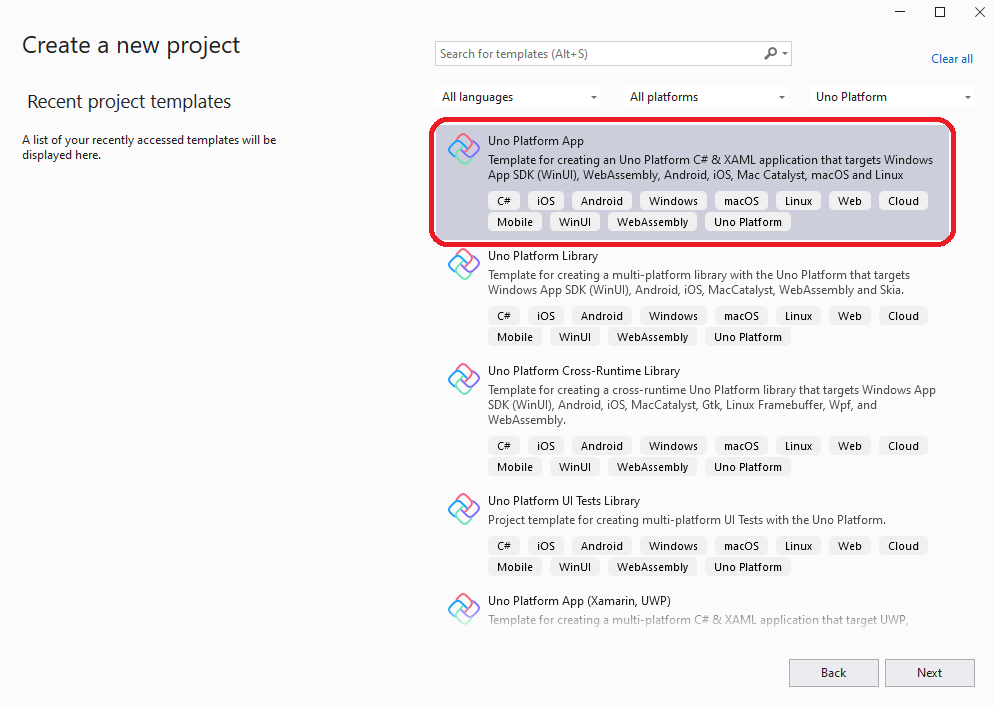 Create a new project
Recent project templates
A list of your recently accessed templates will be
displayed here.
Search for templates (Alt+S)
Clear all
All languages
All platforms
Uno Platform
Uno Platform App
Template for creating an Uno Platform C# & XAML application that targets Windows
App SDK (WinUI), WebAssembly, Android, iOS, Mac Catalyst, macOS and Linux
C# iOS Android Windows macOS Linux Web Cloud
Mobile WinUI WebAssembly Uno Platform
Uno Platform Library
Template for creating a multi-platform library with the Uno Platform that targets
Windows App SDK (WinUI), Android, iOS, MacCatalyst, WebAssembly and Skia.
C# iOS Android Windows macOS Linux Web Cloud
Mobile WinUI WebAssembly Uno Platform
Uno Platform Cross-Runtime Library
Template for creating a cross-runtime Uno Platform library that targets Windows App
SDK (WinUI), Android, iOS, MacCatalyst, Gtk, Linux Framebuffer, Wpf, and
WebAssembly.
C# iOS Android Windows macOS Linux Web Cloud
Mobile WinUI WebAssembly Uno Platform
Uno Platform UI Tests Library
Project template for creating multi-platform UI Tests with the Uno Platform.
C# iOS Android Windows macOS Linux Web Cloud
Mobile WinUI WebAssembly Uno Platform
Uno Platform App (Xamarin, UWP)
Template for creating a multi-platform C# & XAML application that target UWP,
Back
Next